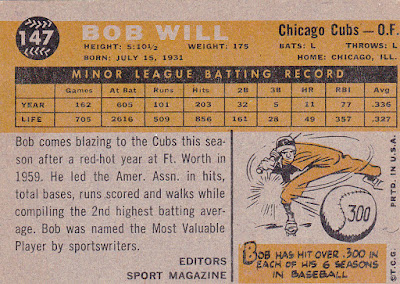 147
BOB WILL
Chicago Cubs — O.F.
HEIGHT: 5:10½ WEIGHT: 175 BATS: L THROWS: L
BORN: JULY 15, 1931 HOME: CHICAGO, ILL.
MINOR LEAGUE BATTING RECORD
Games At Bat Runs Hits 2B 3B HR RBI Avg.
YEAR 162 605 101 203 32 5 11 77 .336
LIFE 705 2616 509 856 161 28 49 357 .327
Bob comes blazing to the Cubs this sea-
son after a red-hot year at Ft. Worth in
1959. He led the Amer. Assn. in hits,
total bases, runs scored and walks while
compiling the 2nd highest batting aver-
age. Bob was named the Most Valuable
Player by sportswriters.
EDITORS
SPORT MAGAZINE
300
BOB HAS HIT OVER .300 IN
EACH OF HIS 6 SEASONS
IN BASEBALL
©T.C.G. PRTD. IN U.S.A.